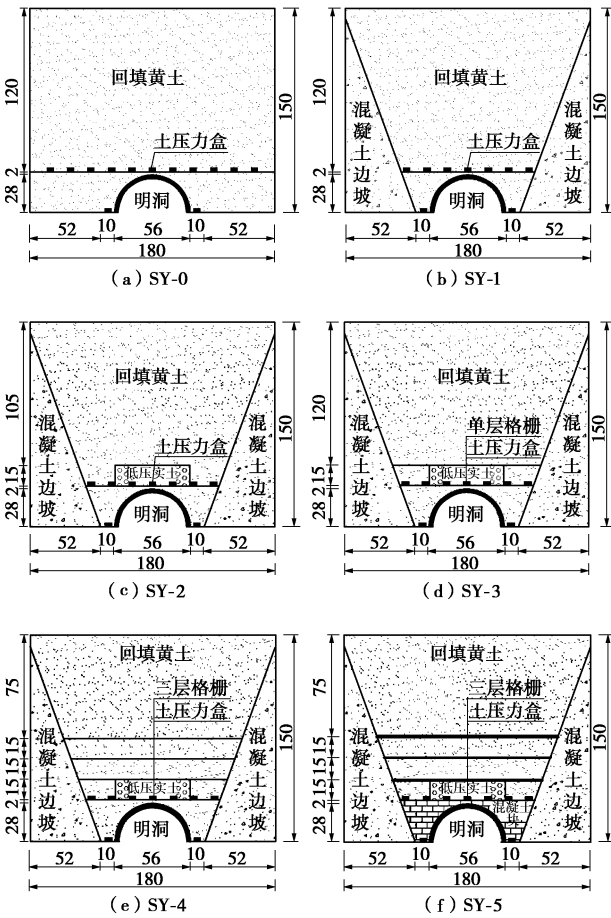 回填黄土
土压力盒
明洞
120
2
28
150
52
10
56
10
52
180
(a) SY-0
回填黄土
混凝土边坡
混凝土边坡
土压力盒
明洞
120
2
28
150
52
10
56
10
52
180
(b) SY-1
回填黄土
混凝土边坡
混凝土边坡
土压力盒
低压实土
明洞
105
15
2
28
150
52
10
56
10
52
180
(c) SY-2
回填黄土
混凝土边坡
混凝土边坡
单层格栅
土压力盒
低压实土
明洞
120
15
2
28
150
52
10
56
10
52
180
(d) SY-3
回填黄土
混凝土边坡
混凝土边坡
三层格栅
土压力盒
低压实土
明洞
75
15
15
15
2
28
150
52
10
56
10
52
180
(e) SY-4
回填黄土
混凝土边坡
混凝土边坡
三层格栅
土压力盒
低压实土
混凝
块
明洞
75
15
15
15
2
28
150
52
10
56
10
52
180
(f) SY-5